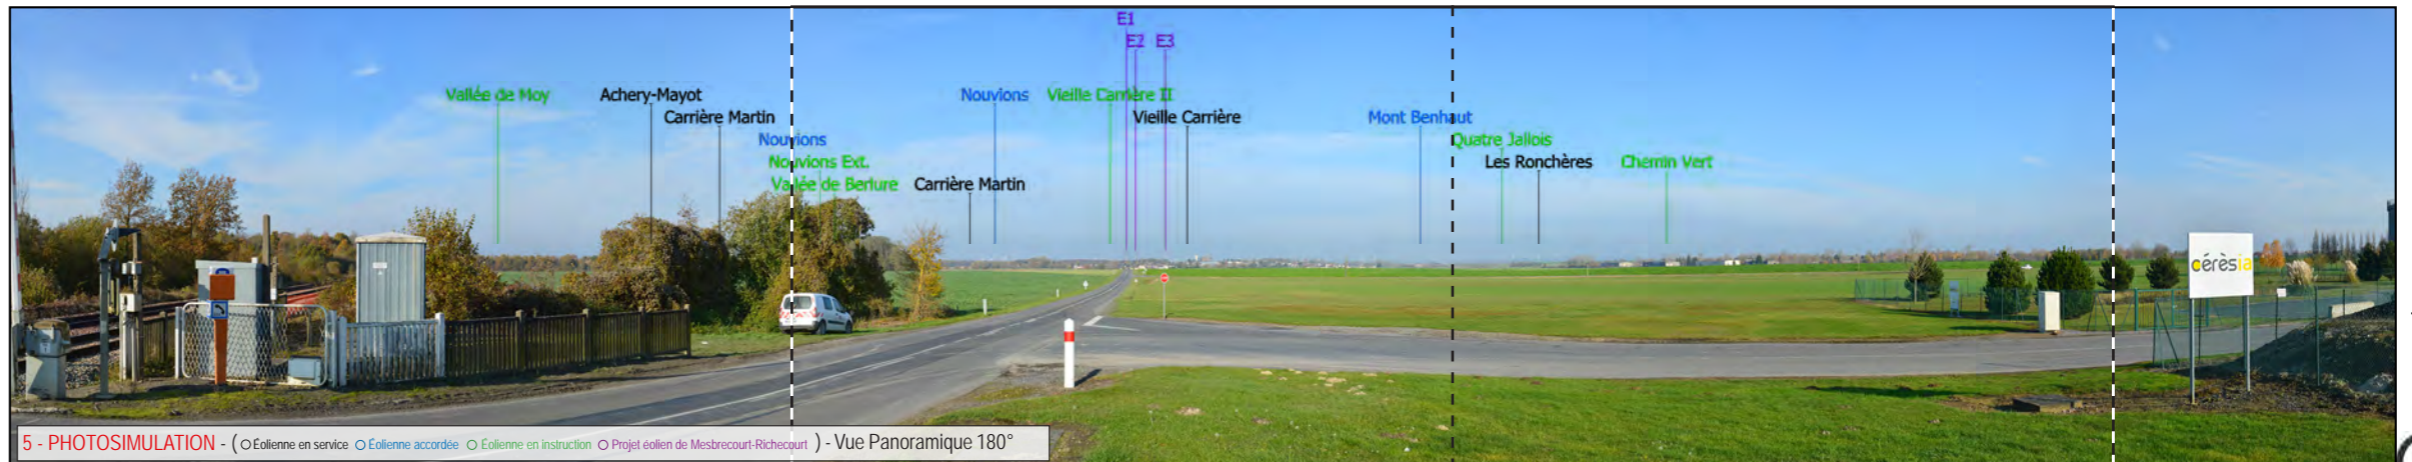 E1
E2 E3
Vallée de Moy Achery-Mayot Nouvions Vieille Carrière II
Carrière Martin Vieille Carrière Mont Benhaut
Nouvions Quatre Jallois
Nouvions Ext. Les Ronchères Chemin Vert
Vallée de Berlure Carrière Martin
cérèsia
5 - PHOTOSIMULATION - ( Éolienne en service Éolienne accordée Éolienne en instruction Projet éolien de Mesbrecourt-Richecourt ) - Vue Panoramique 180°